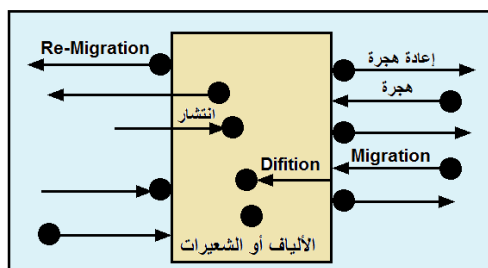 Re-Migration
إعادة هجرة
هجرة
انتشار
Migration
Difition
الألياف أو الشعيرات